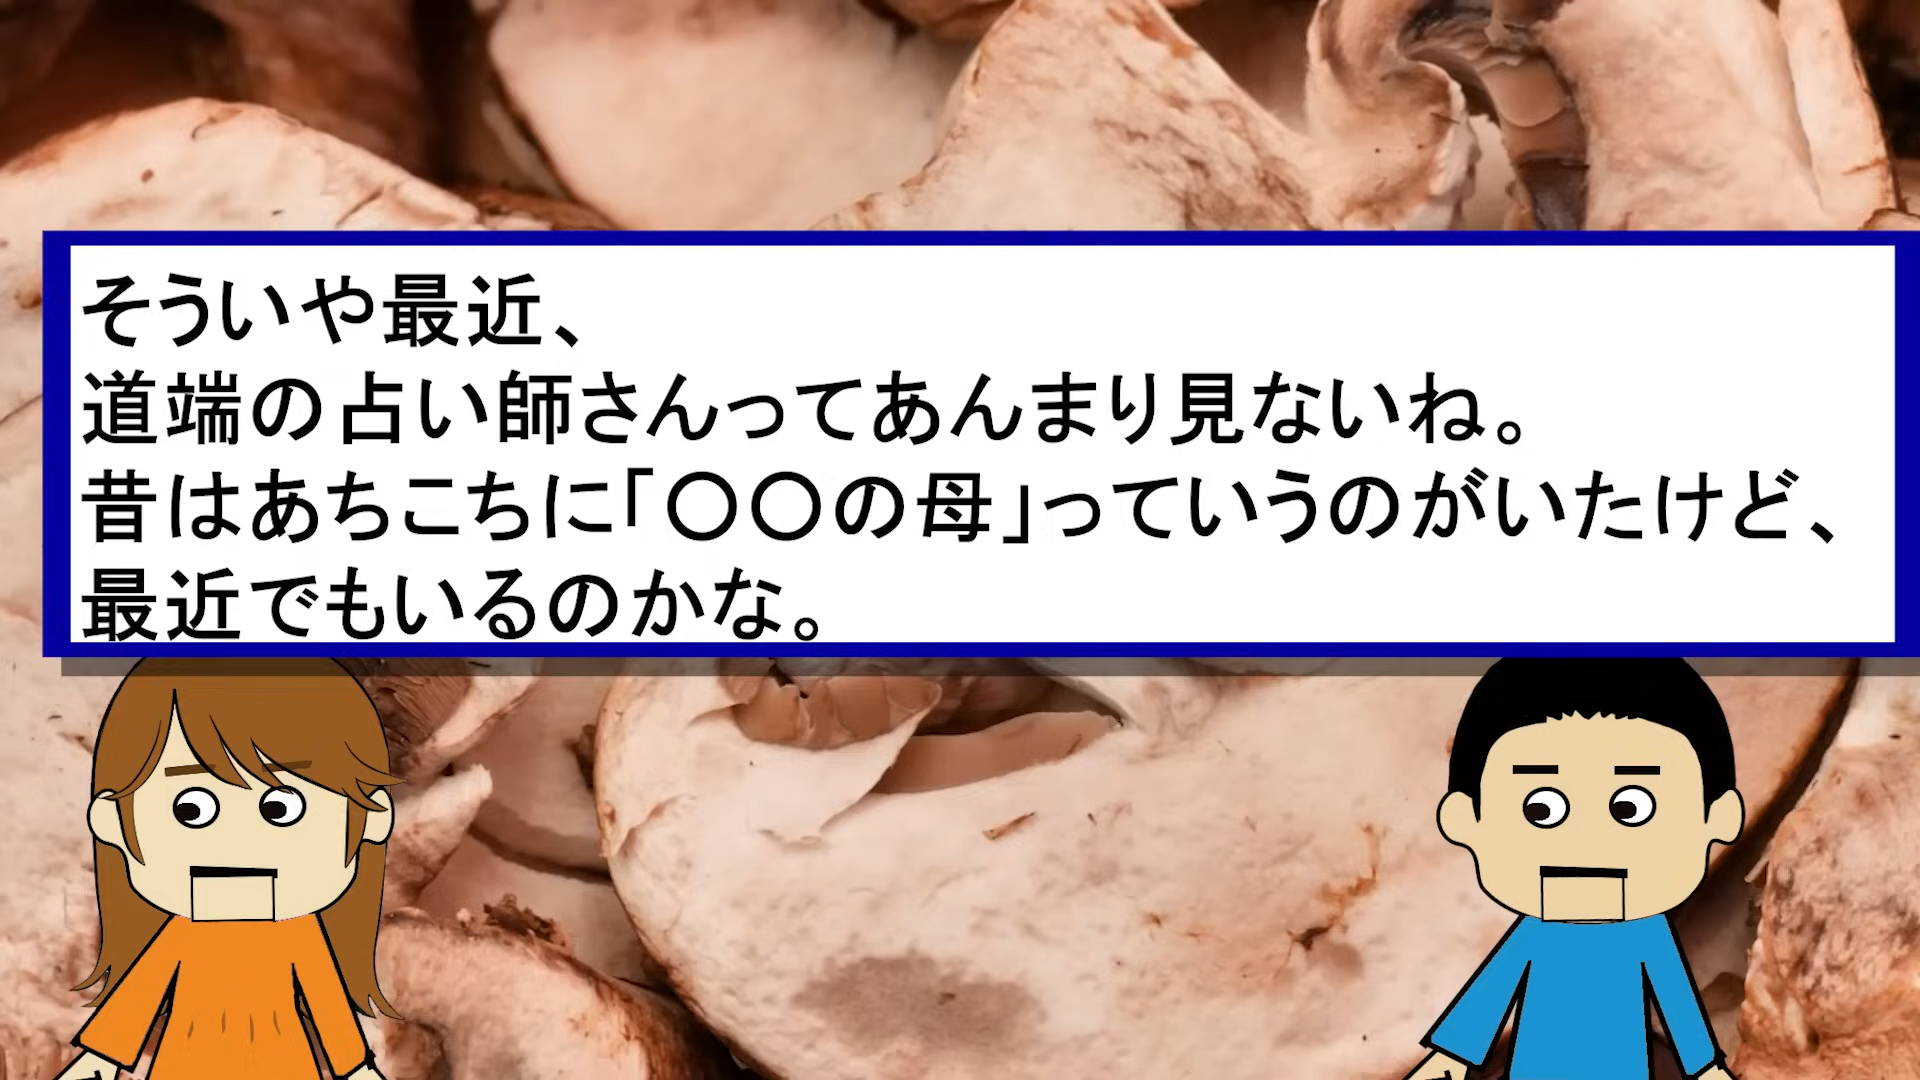 そういや最近、
道端の占い師さんってあんまり見ないね。
昔はあちこちに「〇〇の母」っていうのがいたけど、
最近でもいるのかな。